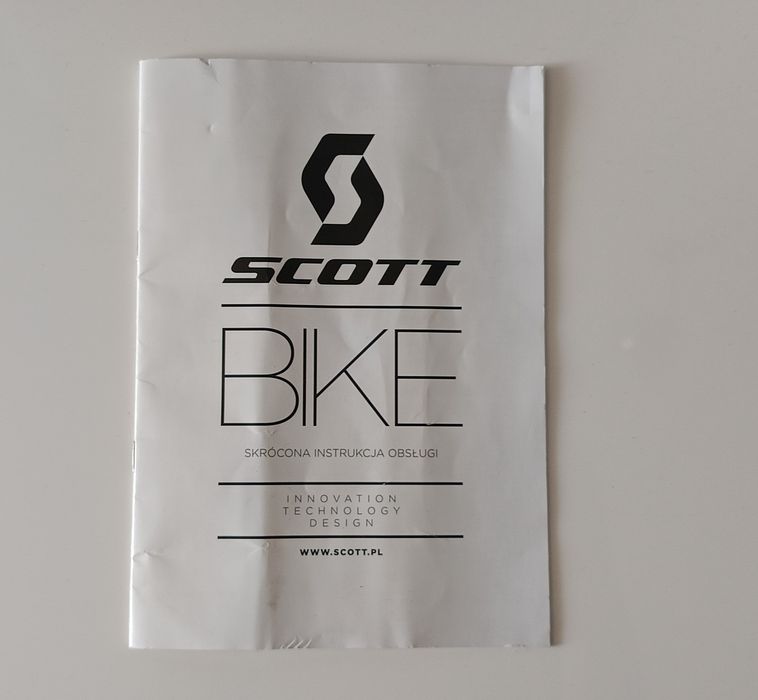 SCOTT
BIKE
SKRÓCONA INSTRUKCJA OBSŁUGI
INNOVATION
TECHNOLOGY
DESIGN
WWW.SCOTT.PL